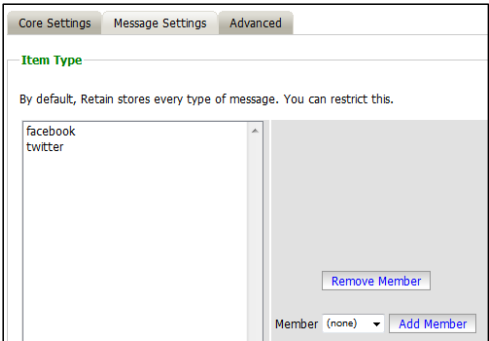 Core Settings Message Settings Advanced
Item Type
By default, Retain stores every type of message. You can restrict this.
facebook
twitter
Remove Member
Member (none) Add Member